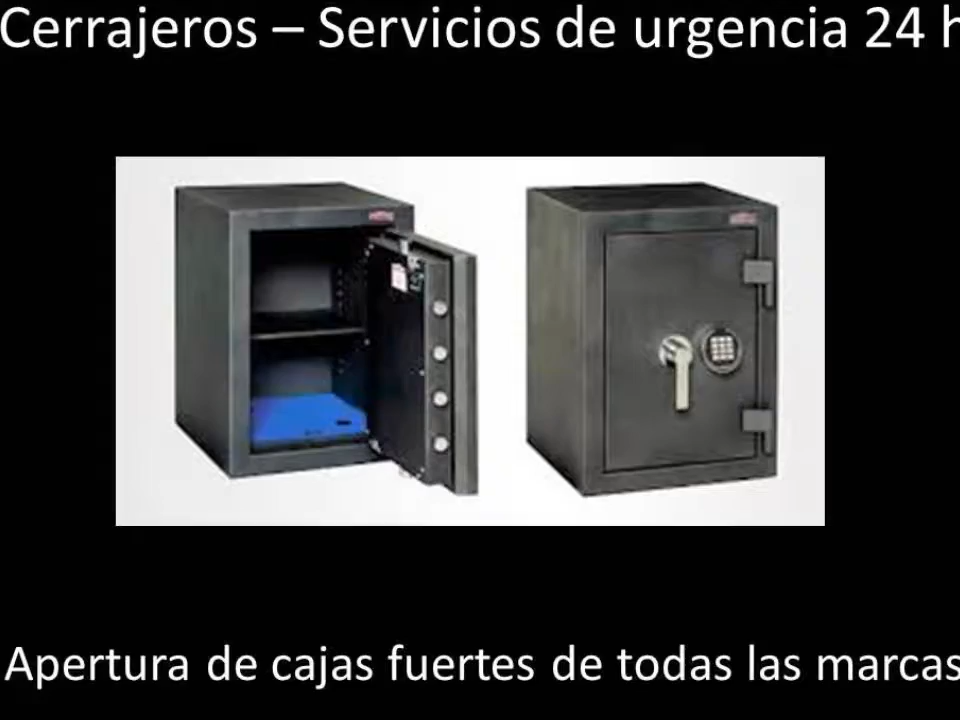 Cerrajeros – Servicios de urgencia 24 h
Apertura de cajas fuertes de todas las marcas